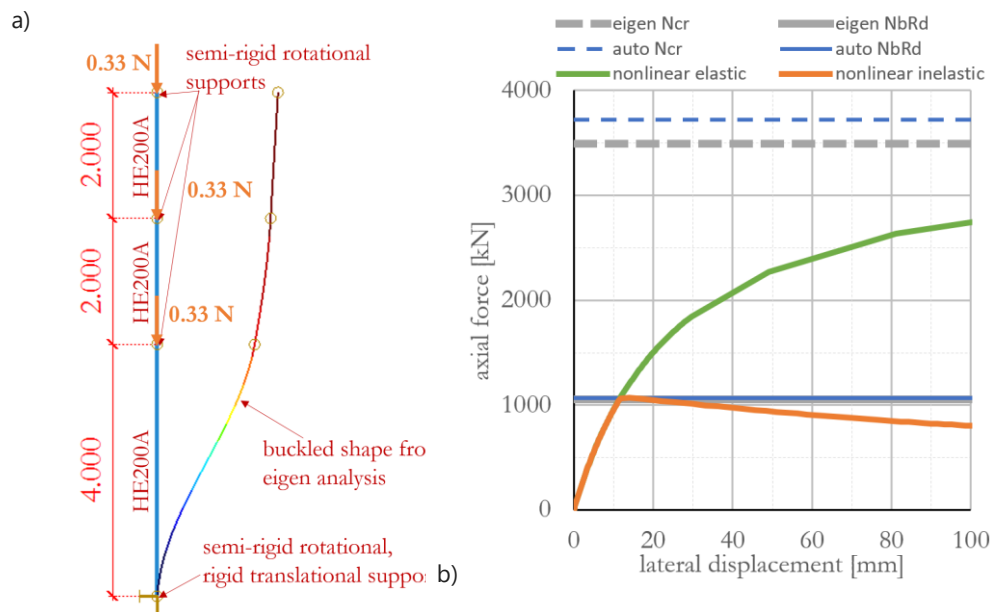 a)
0.33 N
semi-rigid rotational
supports
2.000
HE200A
0.33 N
2.000
HE200A
0.33 N
4.000
HE200A
buckled shape fro
eigen analysis
semi-rigid rotational,
rigid translational suppo
b)
eigen Ncr
eigen NbRd
auto Ncr
auto NbRd
nonlinear elastic
nonlinear inelastic
axial force [kN]
4000
3000
2000
1000
0
0 20 40 60 80 100
lateral displacement [mm]